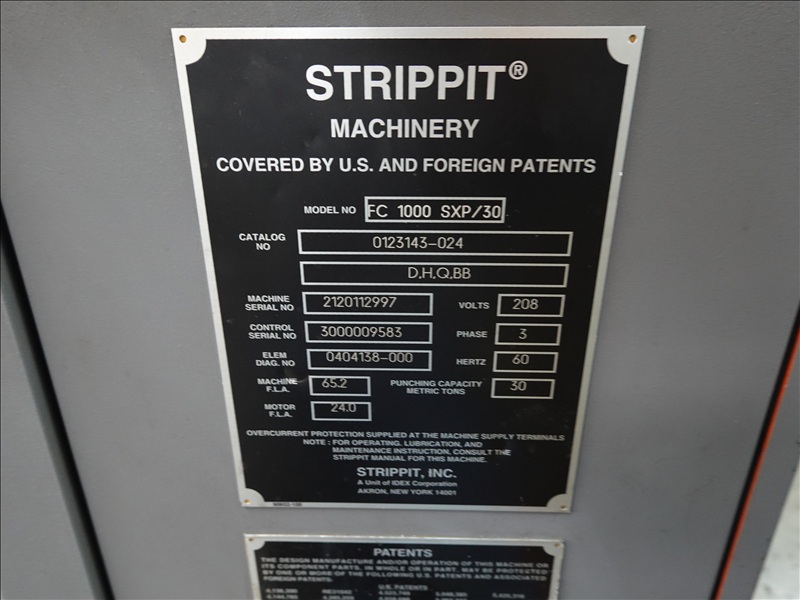 STRIPPIT®
MACHINERY
COVERED BY U.S. AND FOREIGN PATENTS
MODEL NO FC 1000 SXP/30
CATALOG NO 0123143-024
D,H,Q,BB
MACHINE SERIAL NO 2120112997 VOLTS 208
CONTROL SERIAL NO 3000009583 PHASE 3
ELEM DIAG. NO 0404138-000 HERTZ 60
MACHINE F.L.A. 65.2 PUNCHING CAPACITY METRIC TONS 30
MOTOR F.L.A. 24.0
OVERCURRENT PROTECTION SUPPLIED AT THE MACHINE SUPPLY TERMINALS
NOTE : FOR OPERATING, LUBRICATION, AND
MAINTENANCE INSTRUCTION, CONSULT THE
STRIPPIT MANUAL FOR THIS MACHINE.
STRIPPIT, INC.
A Unit of IDEX Corporation
AKRON, NEW YORK 14001
PATENTS
THE DESIGN MANUFACTURE AND/OR OPERATION OF THIS MACHINE OR
ITS COMPONENT PARTS, IN WHOLE OR IN PART, MAY BE PROTECTED
BY ONE OR MORE OF THE FOLLOWING U.S. PATENTS AND ASSOCIATED
FOREIGN PATENTS:
U.S. PATENTS